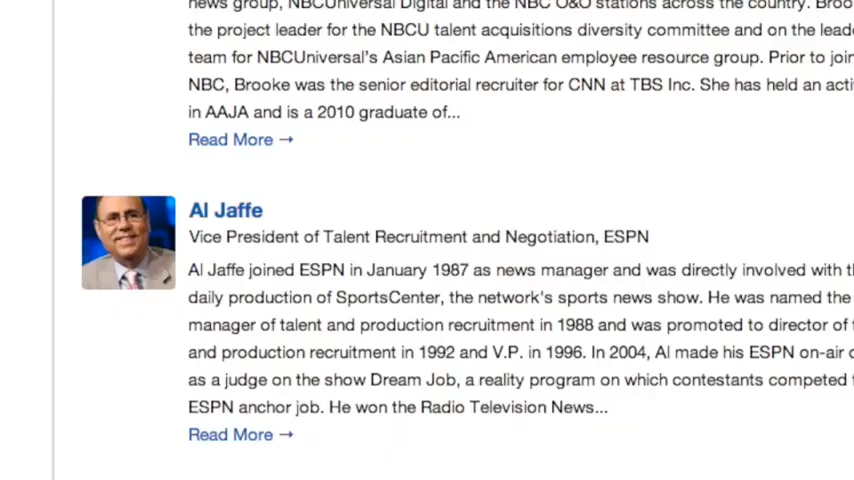 news group, NBCUniversal Digital and the NBC O&O stations across the country.
the project leader for the NBCU talent acquisitions diversity committee and on the
team for NBCUniversal's Asian Pacific American employee resource group. Prior to
NBC, Brooke was the senior editorial recruiter for CNN at TBS Inc. She has held an
in AAJA and is a 2010 graduate of...
Read More →
Al Jaffe
Vice President of Talent Recruitment and Negotiation, ESPN
Al Jaffe joined ESPN in January 1987 as news manager and was directly involved with
daily production of SportsCenter, the network's sports news show. He was named the
manager of talent and production recruitment in 1988 and was promoted to director of
and production recruitment in 1992 and V.P. in 1996. In 2004, Al made his ESPN on-air
as a judge on the show Dream Job, a reality program on which contestants competed
ESPN anchor job. He won the Radio Television News...
Read More →